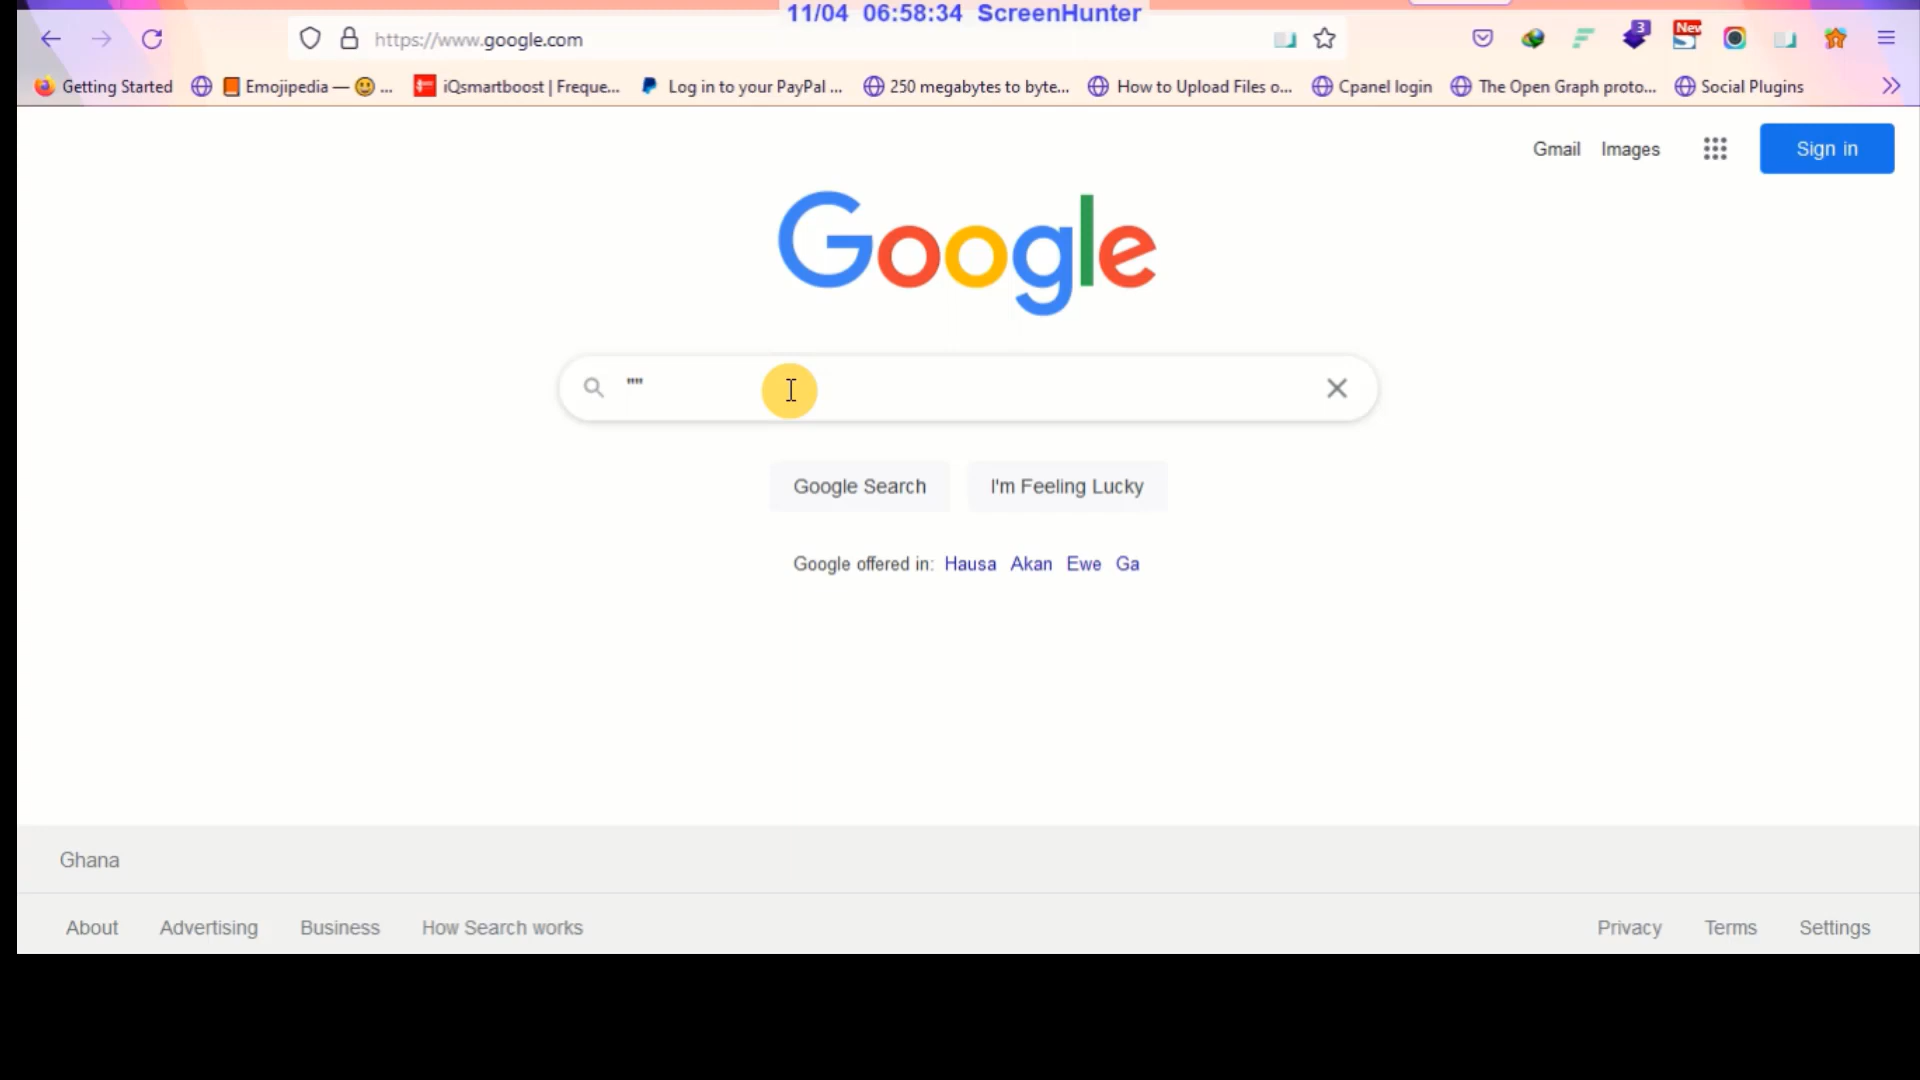 11/04 06:58:34 ScreenHunter
https://www.google.com
3
New
Getting Started
Emojipedia — 🙂 ...
iQsmartboost | Freque...
Log in to your PayPal ...
250 megabytes to byte...
How to Upload Files o...
Cpanel login
The Open Graph proto...
Social Plugins
Gmail Images
Sign in
Google
""
Google Search
I'm Feeling Lucky
Google offered in: Hausa Akan Ewe Ga
Ghana
About Advertising Business How Search works
Privacy Terms Settings